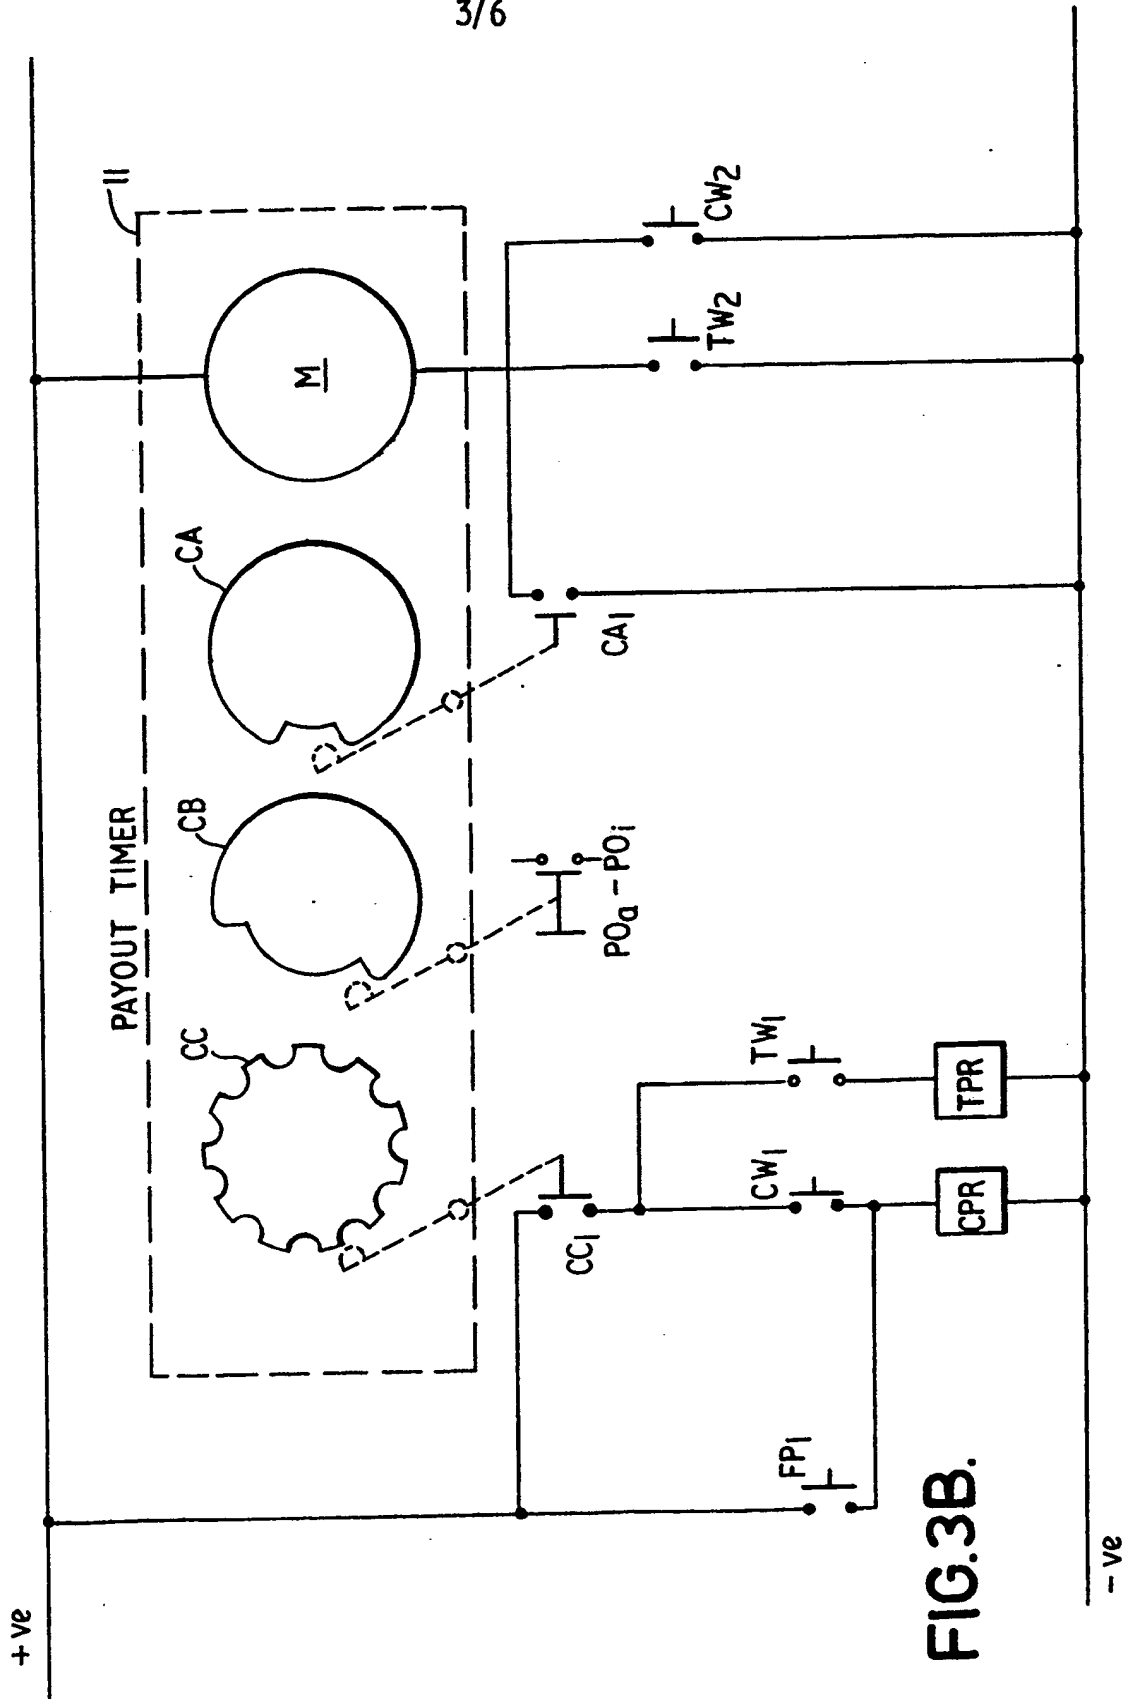 3/6
+ve
PAYOUT TIMER
11
CC
CB
CA
M
CC1
POa – POi
CA1
FP1
CW1
TW1
TW2
CW2
CPR
TPR
–ve
FIG.3B.